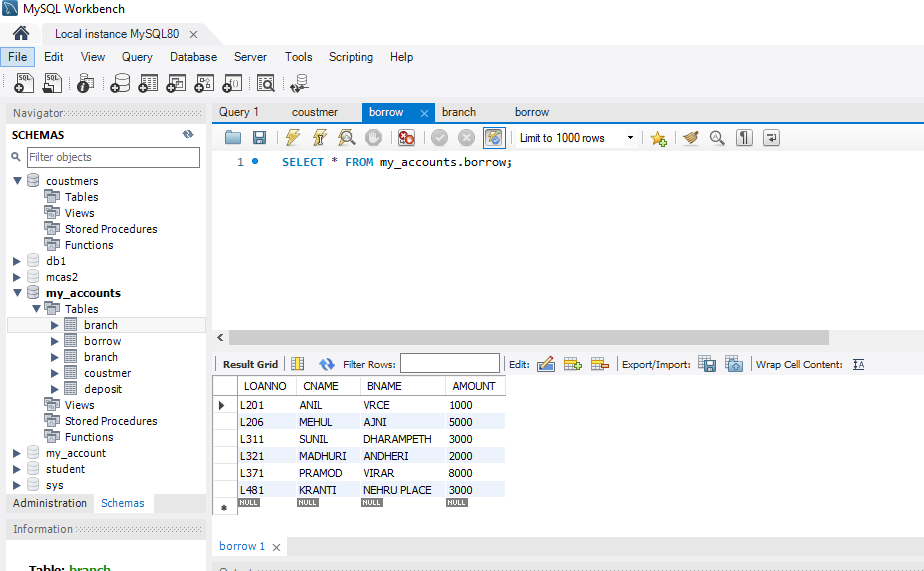 MySQL Workbench
Local instance MySQL80
File Edit View Query Database Server Tools Scripting Help
Navigator
SCHEMAS
Filter objects
coustmers
Tables
Views
Stored Procedures
Functions
db1
mcas2
my_accounts
Tables
branch
borrow
branch
coustmer
deposit
Views
Stored Procedures
Functions
my_account
student
sys
Administration Schemas
Information
Table: branch
Query 1 coustmer borrow branch borrow
Limit to 1000 rows
1 SELECT * FROM my_accounts.borrow;
Result Grid Filter Rows: Edit: Export/Import: Wrap Cell Content:
LOANNO CNAME BNAME AMOUNT
L201 ANIL VRCE 1000
L206 MEHUL AJNI 5000
L311 SUNIL DHARAMPETH 3000
L321 MADHURI ANDHERI 2000
L371 PRAMOD VIRAR 8000
L481 KRANTI NEHRU PLACE 3000
NULL NULL NULL NULL
borrow 1